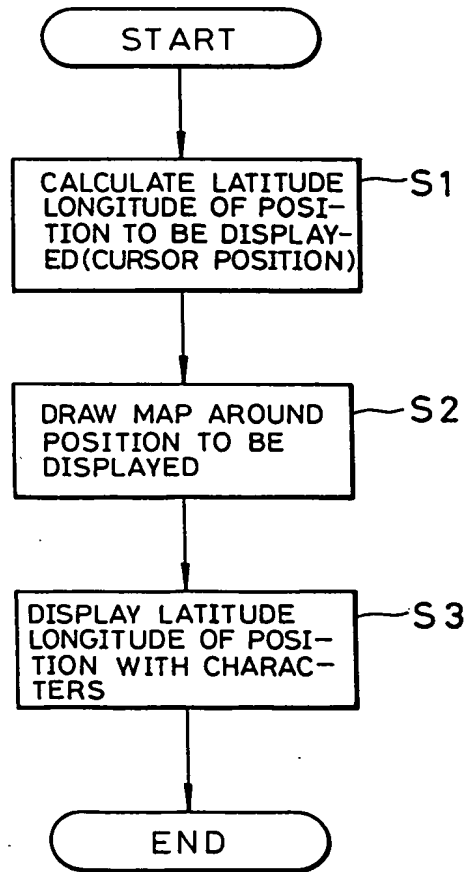 START
CALCULATE LATITUDE
LONGITUDE OF POSI-
TION TO BE DISPLAY-
ED(CURSOR POSITION)
S1
DRAW MAP AROUND
POSITION TO BE
DISPLAYED
S2
DISPLAY LATITUDE
LONGITUDE OF POSI-
TION WITH CHARAC-
TERS
S3
END